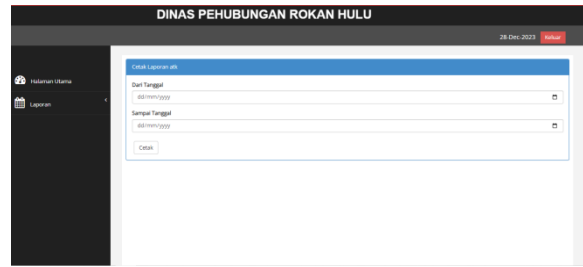 DINAS PEHUBUNGAN ROKAN HULU
28-Dec-2023 Keluar
Halaman Utama
Laporan
Cetak Laporan atk
Dari Tanggal
dd/mm/yyyy
Sampai Tanggal
dd/mm/yyyy
Cetak